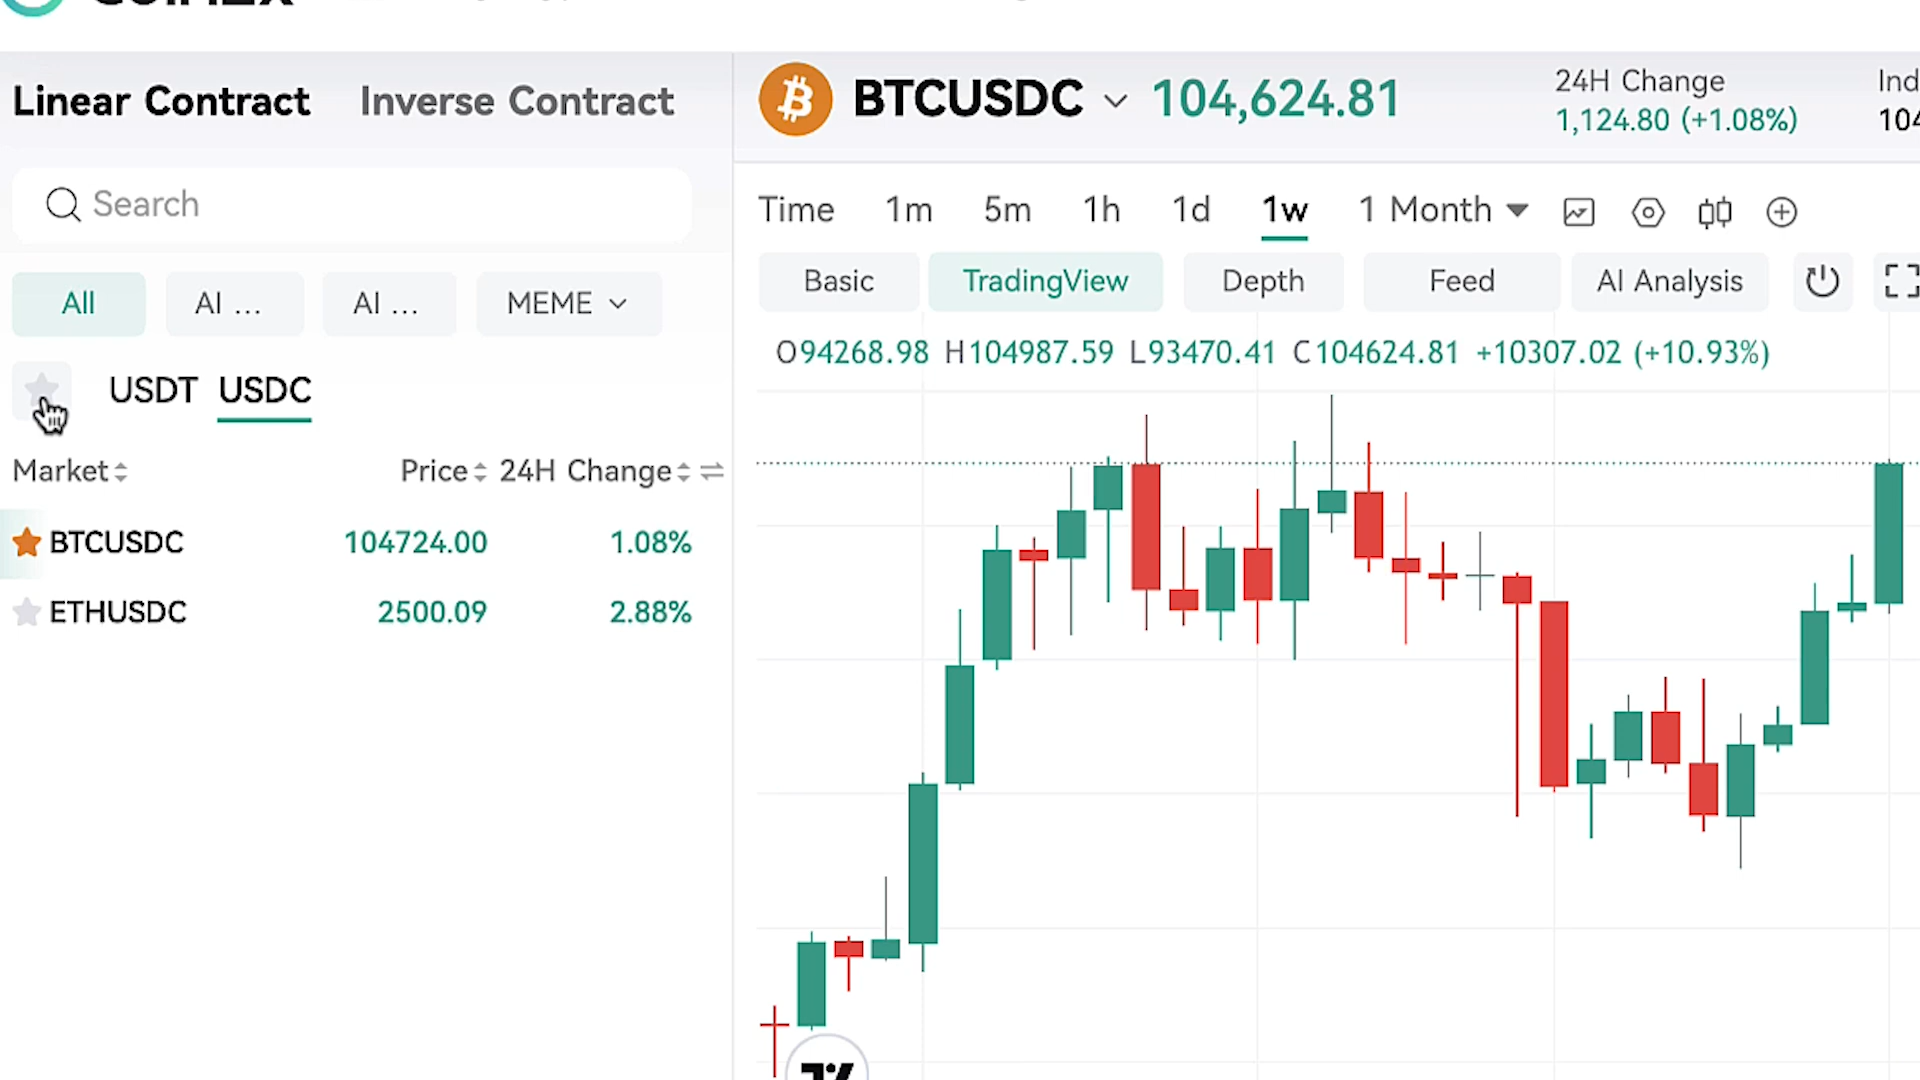 Linear Contract Inverse Contract
BTCUSDC 104,624.81
24H Change
1,124.80 (+1.08%)
Ind
104
Search
Time 1m 5m 1h 1d 1w 1 Month
All AI ... AI ... MEME
Basic TradingView Depth Feed AI Analysis
O94268.98 H104987.59 L93470.41 C104624.81 +10307.02 (+10.93%)
USDT USDC
Market Price 24H Change
BTCUSDC 104724.00 1.08%
ETHUSDC 2500.09 2.88%